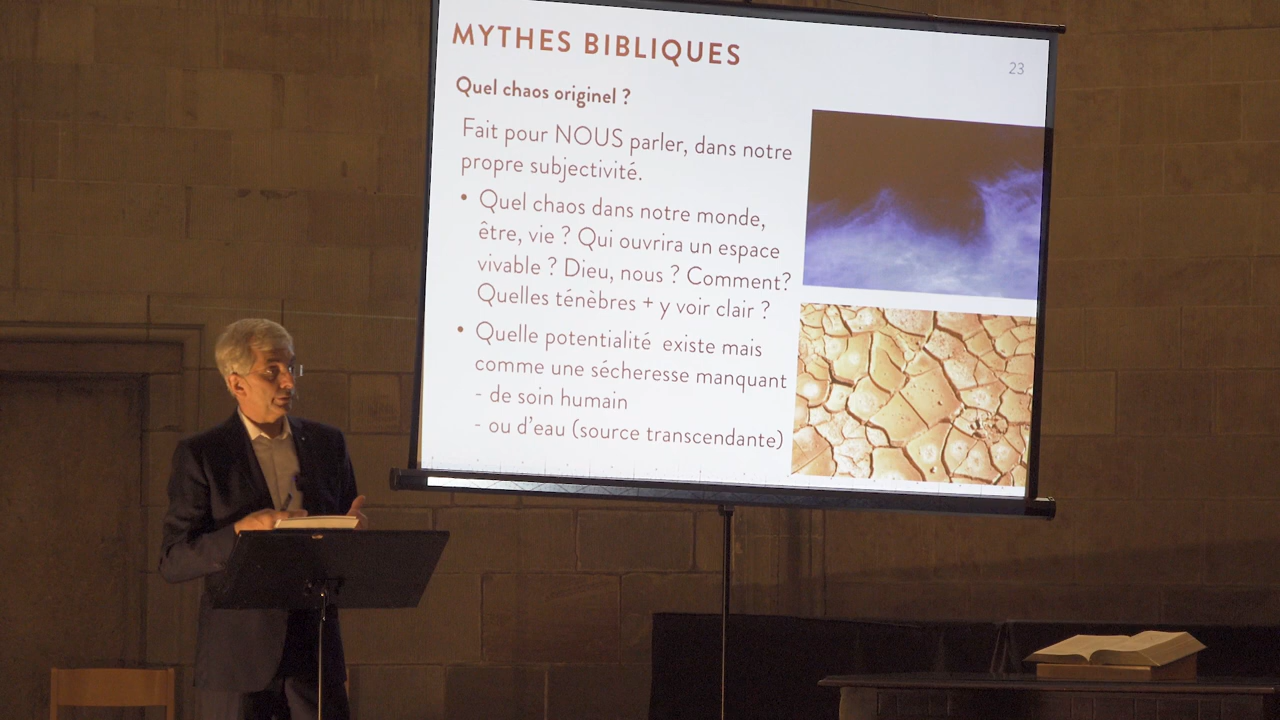 MYTHES BIBLIQUES
23
Quel chaos originel ?
Fait pour NOUS parler, dans notre
propre subjectivité.
• Quel chaos dans notre monde,
être, vie ? Qui ouvrira un espace
vivable ? Dieu, nous ? Comment?
Quelles ténèbres + y voir clair ?
• Quelle potentialité existe mais
comme une sécheresse manquant
- de soin humain
- ou d'eau (source transcendante)